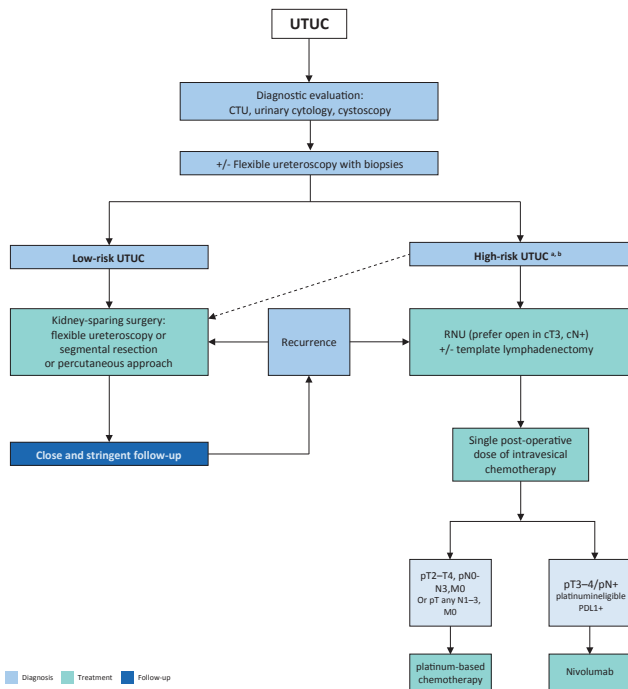 UTUC
Diagnostic evaluation:
CTU, urinary cytology, cystoscopy
+/- Flexible ureteroscopy with biopsies
Low-risk UTUC
High-risk UTUC a, b
Kidney-sparing surgery:
flexible ureteroscopy or
segmental resection
or percutaneous approach
Recurrence
RNU (prefer open in cT3, cN+)
+/- template lymphadenectomy
Close and stringent follow-up
Single post-operative
dose of intravesical
chemotherapy
pT2–T4, pN0-
N3,M0
Or pT any N1–3,
M0
pT3–4/pN+
platinumineligible
PDL1+
platinum-based
chemotherapy
Nivolumab
Diagnosis
Treatment
Follow-up